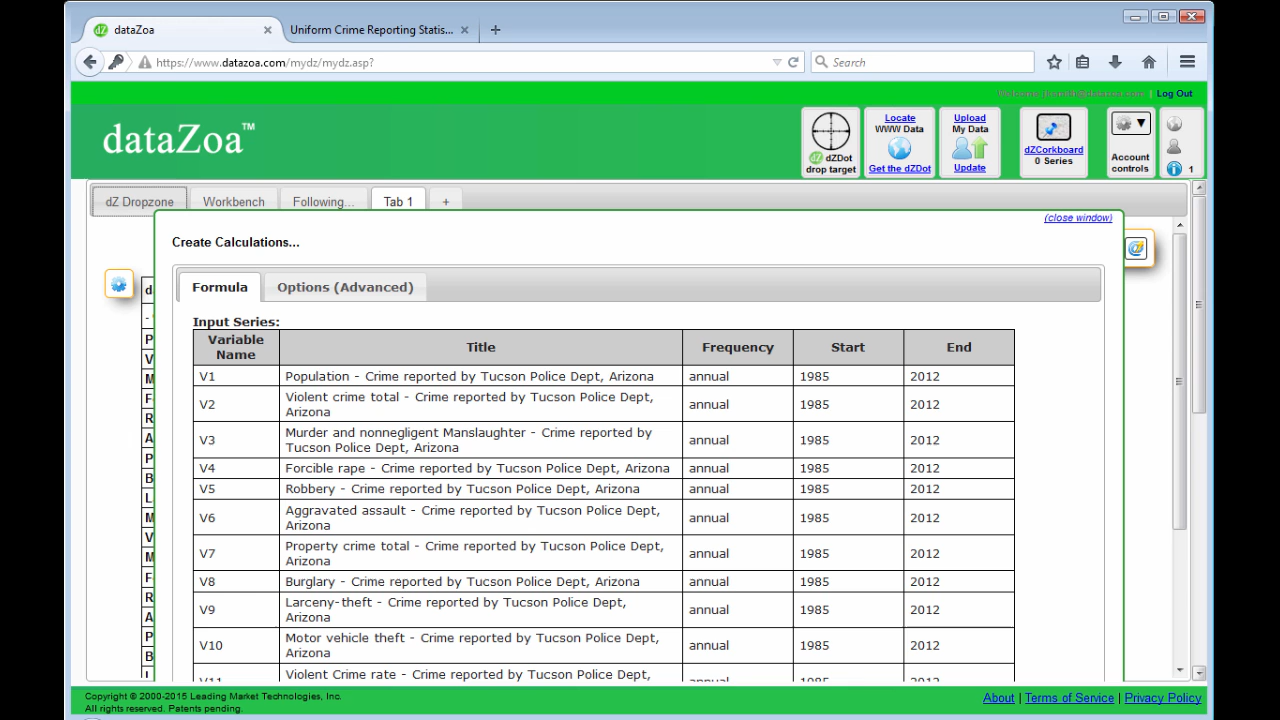 dataZoa
Uniform Crime Reporting Statis...
https://www.datazoa.com/mydz/mydz.asp?
Search
| Log Out
dataZoa™
dZDot
drop target
Locate
WWW Data
Get the dZDot
Upload
My Data
Update
dZCorkboard
0 Series
Account
controls
1
dZ Dropzone
Workbench
Following...
Tab 1
+
(close window)
Create Calculations...
Formula
Options (Advanced)
Input Series:
Variable Name Title Frequency Start End
V1 Population - Crime reported by Tucson Police Dept, Arizona annual 1985 2012
V2 Violent crime total - Crime reported by Tucson Police Dept, Arizona annual 1985 2012
V3 Murder and nonnegligent Manslaughter - Crime reported by Tucson Police Dept, Arizona annual 1985 2012
V4 Forcible rape - Crime reported by Tucson Police Dept, Arizona annual 1985 2012
V5 Robbery - Crime reported by Tucson Police Dept, Arizona annual 1985 2012
V6 Aggravated assault - Crime reported by Tucson Police Dept, Arizona annual 1985 2012
V7 Property crime total - Crime reported by Tucson Police Dept, Arizona annual 1985 2012
V8 Burglary - Crime reported by Tucson Police Dept, Arizona annual 1985 2012
V9 Larceny-theft - Crime reported by Tucson Police Dept, Arizona annual 1985 2012
V10 Motor vehicle theft - Crime reported by Tucson Police Dept, Arizona annual 1985 2012
V11 Violent Crime rate - Crime reported by Tucson Police Dept, annual 1985 2012
Copyright © 2000-2015 Leading Market Technologies, Inc.
All rights reserved. Patents pending.
About | Terms of Service | Privacy Policy